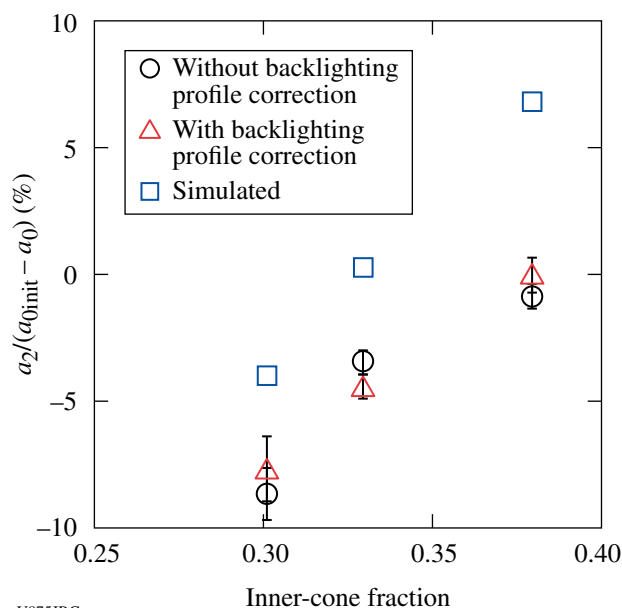 10
Without backlighting
profile correction
With backlighting
profile correction
Simulated
5
0
−5
−10
a2/(a0init − a0) (%)
0.25 0.30 0.35 0.40
Inner-cone fraction